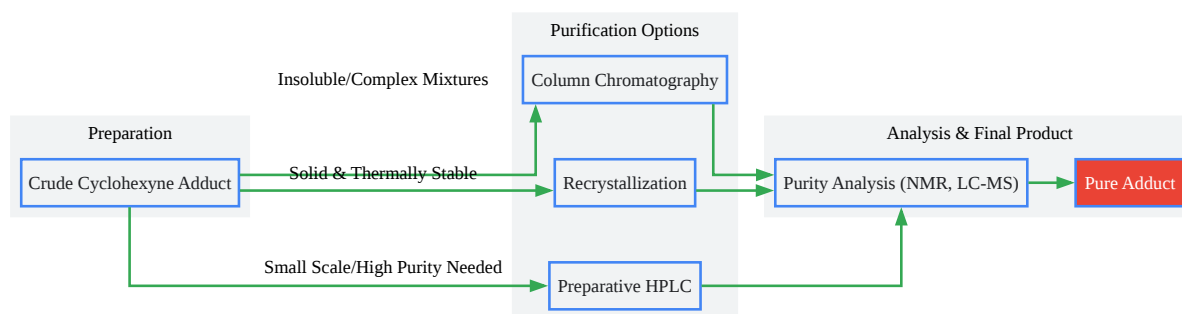 Purification Options
Insoluble/Complex Mixtures
Column Chromatography
Preparation
Analysis & Final Product
Crude Cyclohexyne Adduct
Solid & Thermally Stable
Recrystallization
Purity Analysis (NMR, LC-MS)
Pure Adduct
Small Scale/High Purity Needed
Preparative HPLC